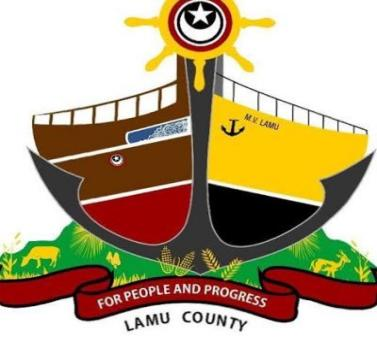 M.V. LAMU
FOR PEOPLE AND PROGRESS
LAMU COUNTY